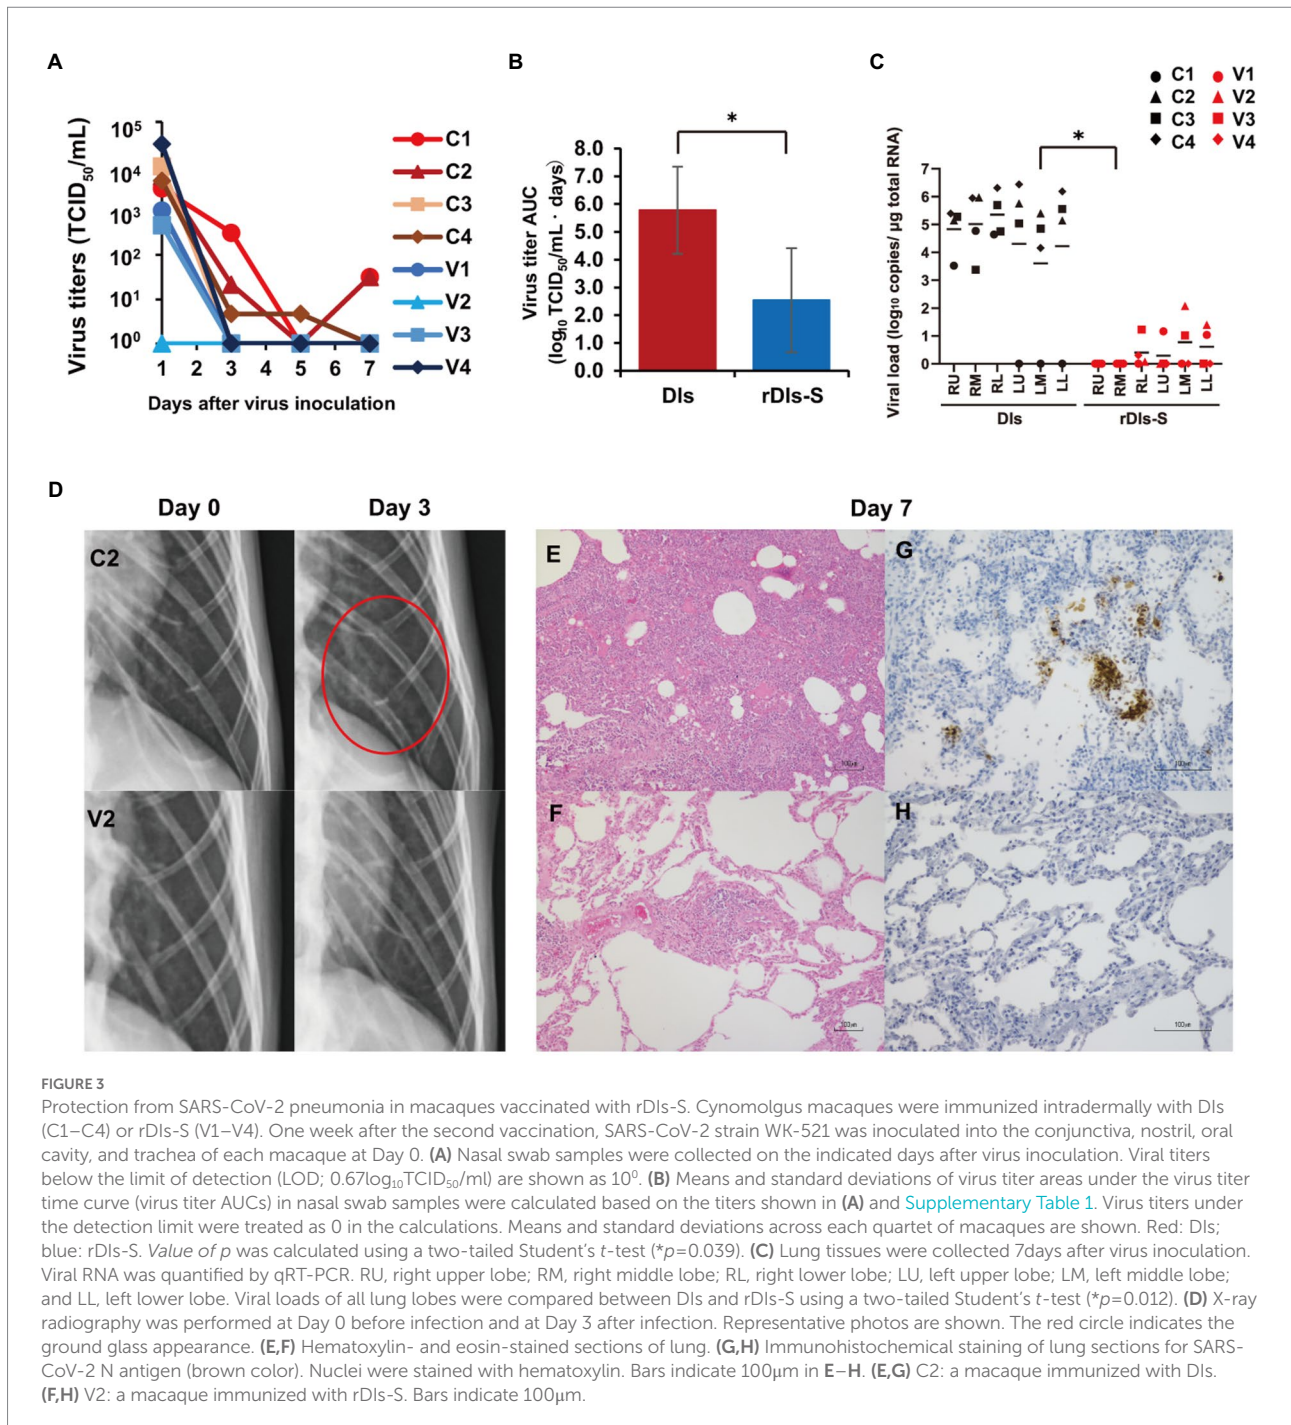 A
Virus titers (TCID50/mL)
10^5
10^4
10^3
10^2
10^1
10^0
1 2 3 4 5 6 7
Days after virus inoculation
C1
C2
C3
C4
V1
V2
V3
V4
B
Virus titer AUC
(log10 TCID50/mL · days)
8.0
7.0
6.0
5.0
4.0
3.0
2.0
1.0
0.0
*
DIs rDIs-S
C
C1 V1
C2 V2
C3 V3
C4 V4
Viral load (log10 copies/ µg total RNA)
7
6
5
4
3
2
1
0
*
RU RM RL LU LM LL RU RM RL LU LM LL
DIs rDIs-S
D
Day 0 Day 3 Day 7
C2
V2
E
100µm
G
100µm
F
100µm
H
100µm
FIGURE 3
Protection from SARS-CoV-2 pneumonia in macaques vaccinated with rDIs-S. Cynomolgus macaques were immunized intradermally with DIs
(C1–C4) or rDIs-S (V1–V4). One week after the second vaccination, SARS-CoV-2 strain WK-521 was inoculated into the conjunctiva, nostril, oral
cavity, and trachea of each macaque at Day 0. (A) Nasal swab samples were collected on the indicated days after virus inoculation. Viral titers
below the limit of detection (LOD; 0.67log10TCID50/ml) are shown as 10^0. (B) Means and standard deviations of virus titer areas under the virus titer
time curve (virus titer AUCs) in nasal swab samples were calculated based on the titers shown in (A) and Supplementary Table 1. Virus titers under
the detection limit were treated as 0 in the calculations. Means and standard deviations across each quartet of macaques are shown. Red: DIs;
blue: rDIs-S. Value of p was calculated using a two-tailed Student's t-test (*p=0.039). (C) Lung tissues were collected 7days after virus inoculation.
Viral RNA was quantified by qRT-PCR. RU, right upper lobe; RM, right middle lobe; RL, right lower lobe; LU, left upper lobe; LM, left middle lobe;
and LL, left lower lobe. Viral loads of all lung lobes were compared between DIs and rDIs-S using a two-tailed Student's t-test (*p=0.012). (D) X-ray
radiography was performed at Day 0 before infection and at Day 3 after infection. Representative photos are shown. The red circle indicates the
ground glass appearance. (E,F) Hematoxylin- and eosin-stained sections of lung. (G,H) Immunohistochemical staining of lung sections for SARS-
CoV-2 N antigen (brown color). Nuclei were stained with hematoxylin. Bars indicate 100µm in E–H. (E,G) C2: a macaque immunized with DIs.
(F,H) V2: a macaque immunized with rDIs-S. Bars indicate 100µm.